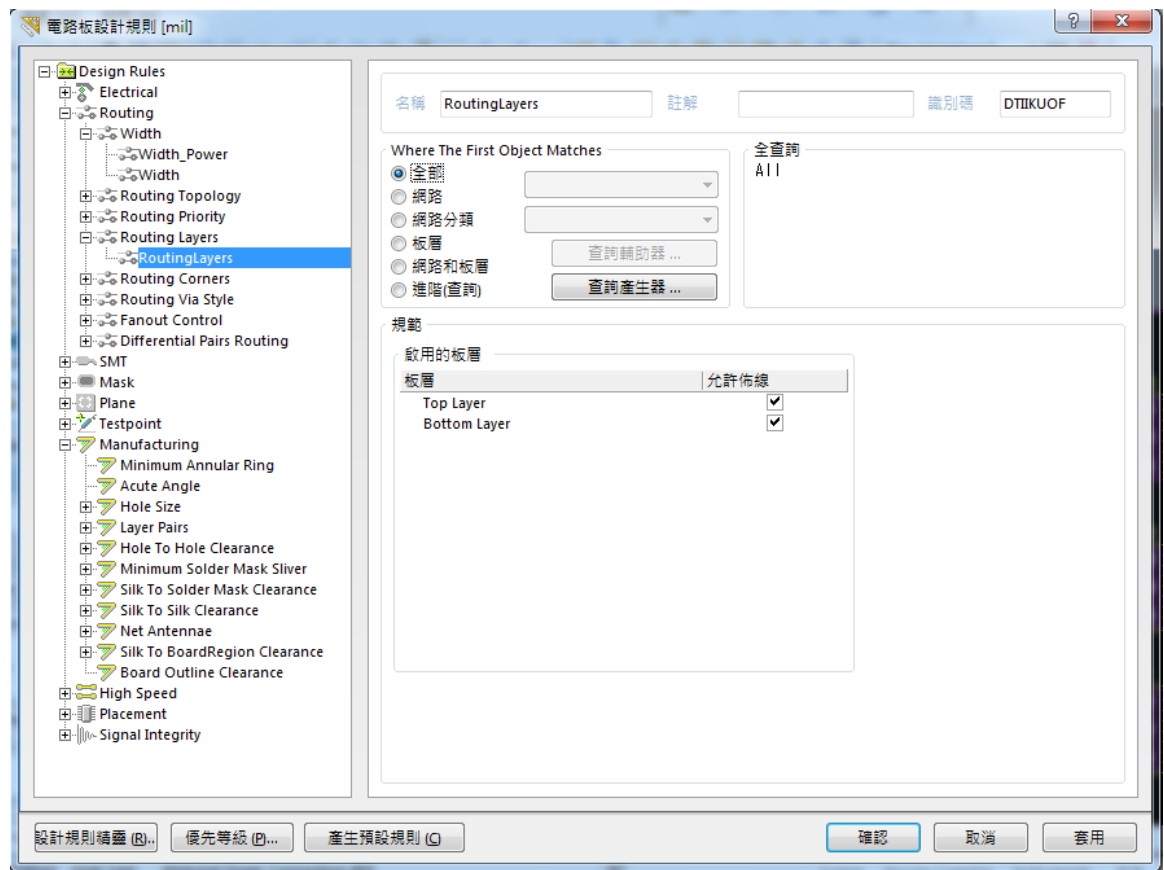 電路板設計規則 [mil]
Design Rules
Electrical
Routing
Width
Width_Power
Width
Routing Topology
Routing Priority
Routing Layers
RoutingLayers
Routing Corners
Routing Via Style
Fanout Control
Differential Pairs Routing
SMT
Mask
Plane
Testpoint
Manufacturing
Minimum Annular Ring
Acute Angle
Hole Size
Layer Pairs
Hole To Hole Clearance
Minimum Solder Mask Sliver
Silk To Solder Mask Clearance
Silk To Silk Clearance
Net Antennae
Silk To BoardRegion Clearance
Board Outline Clearance
High Speed
Placement
Signal Integrity
名稱 RoutingLayers 註解 識別碼 DTIIKUOF
Where The First Object Matches
全部
網路
網路分類
板層
網路和板層
進階(查詢)
查詢輔助器 ...
查詢產生器 ...
全查詢
All
規範
啟用的板層
板層 允許佈線
Top Layer
Bottom Layer
設計規則精靈 (R)..
優先等級 (P)...
產生預設規則 (C)
確認
取消
套用